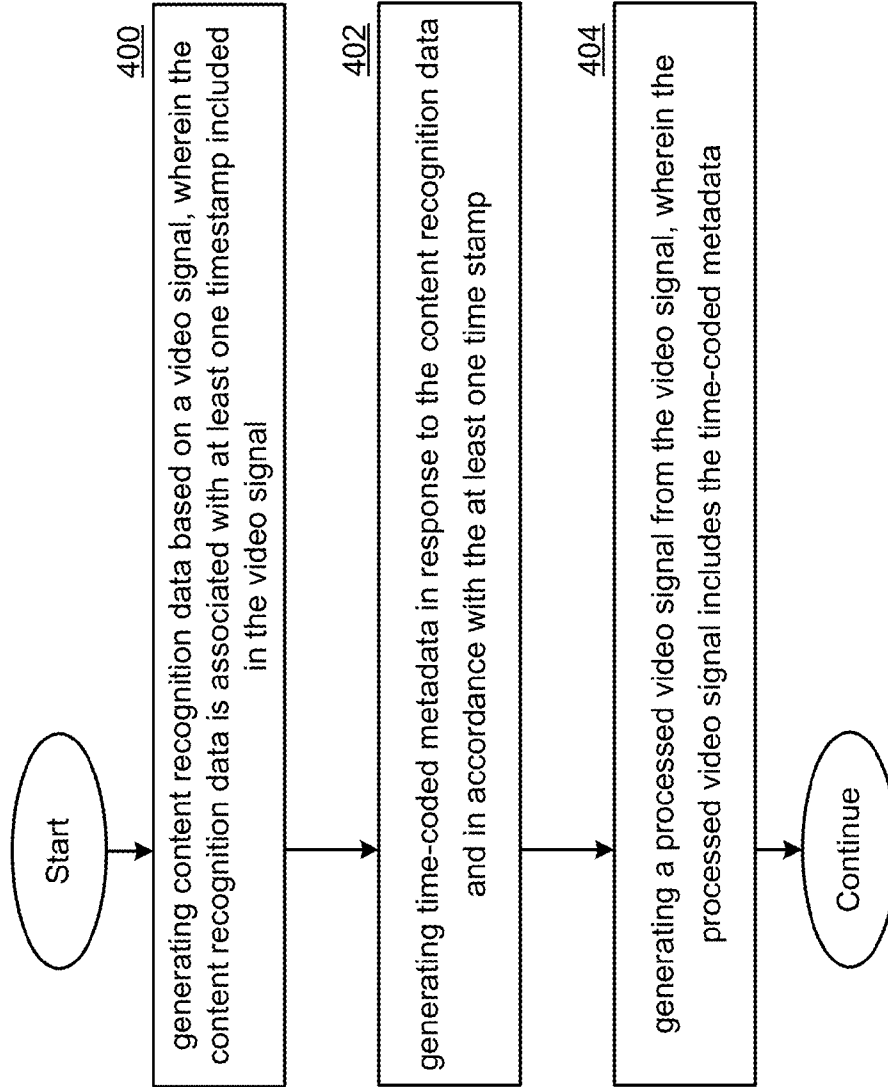 Start
400
generating content recognition data based on a video signal, wherein the
content recognition data is associated with at least one timestamp included
in the video signal
402
generating time-coded metadata in response to the content recognition data
and in accordance with the at least one time stamp
404
generating a processed video signal from the video signal, wherein the
processed video signal includes the time-coded metadata
Continue